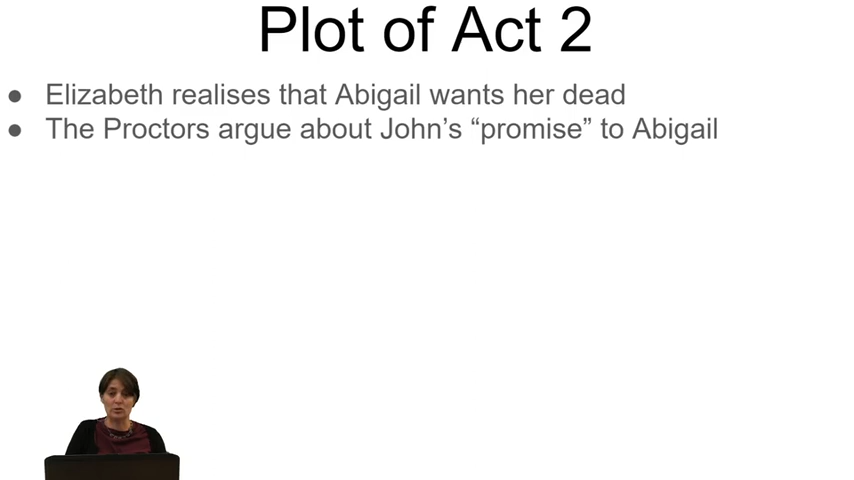 Plot of Act 2
● Elizabeth realises that Abigail wants her dead
● The Proctors argue about John's “promise” to Abigail